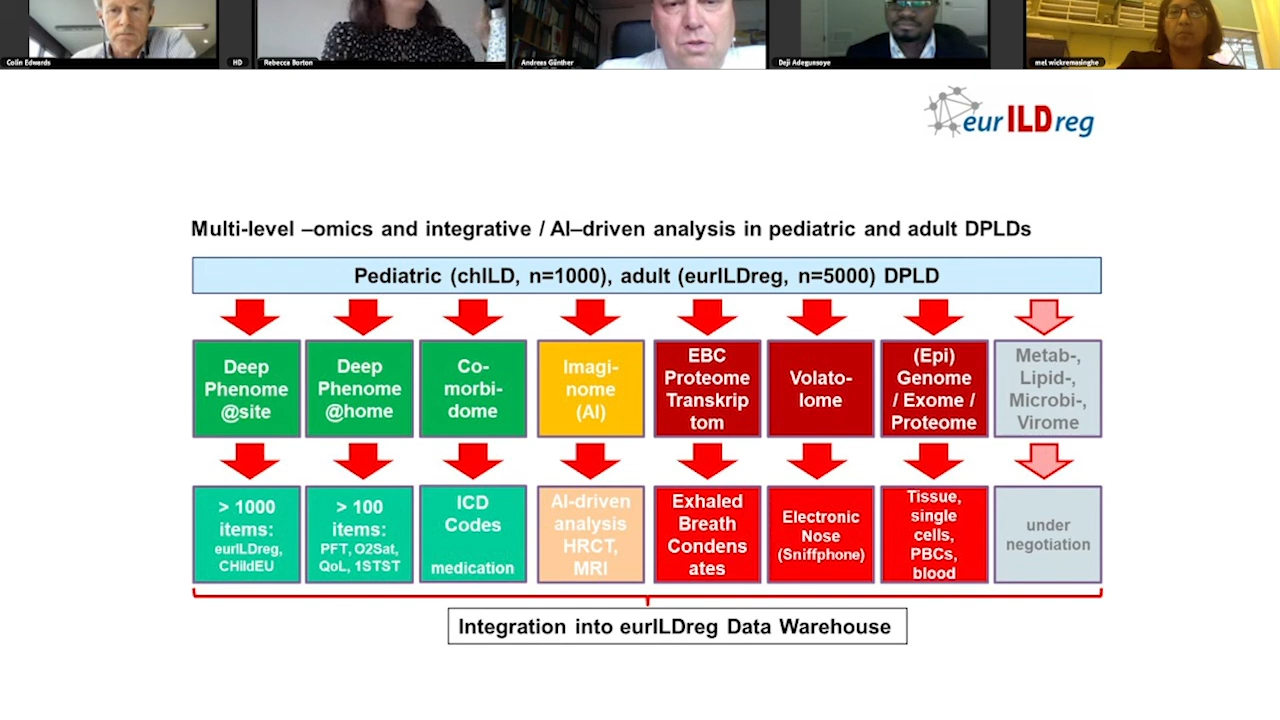 Colin Edwards
HD
Rebecca Borton
Andreas Günther
Deji Adegunsoye
mel wickremasinghe
eurILDreg
Multi-level –omics and integrative / AI–driven analysis in pediatric and adult DPLDs
Pediatric (chILD, n=1000), adult (eurILDreg, n=5000) DPLD
Deep
Phenome
@site
Deep
Phenome
@home
Co-
morbi-
dome
Imagi-
nome
(AI)
EBC
Proteome
Transkrip
tom
Volato-
lome
(Epi)
Genome
/ Exome /
Proteome
Metab-,
Lipid-,
Microbi-,
Virome
> 1000
items:
eurILDreg,
CHildEU
> 100
items:
PFT, O2Sat,
QoL, 1STST
ICD
Codes
medication
AI-driven
analysis
HRCT,
MRI
Exhaled
Breath
Condens
ates
Electronic
Nose
(Sniffphone)
Tissue,
single
cells,
PBCs,
blood
under
negotiation
Integration into eurILDreg Data Warehouse